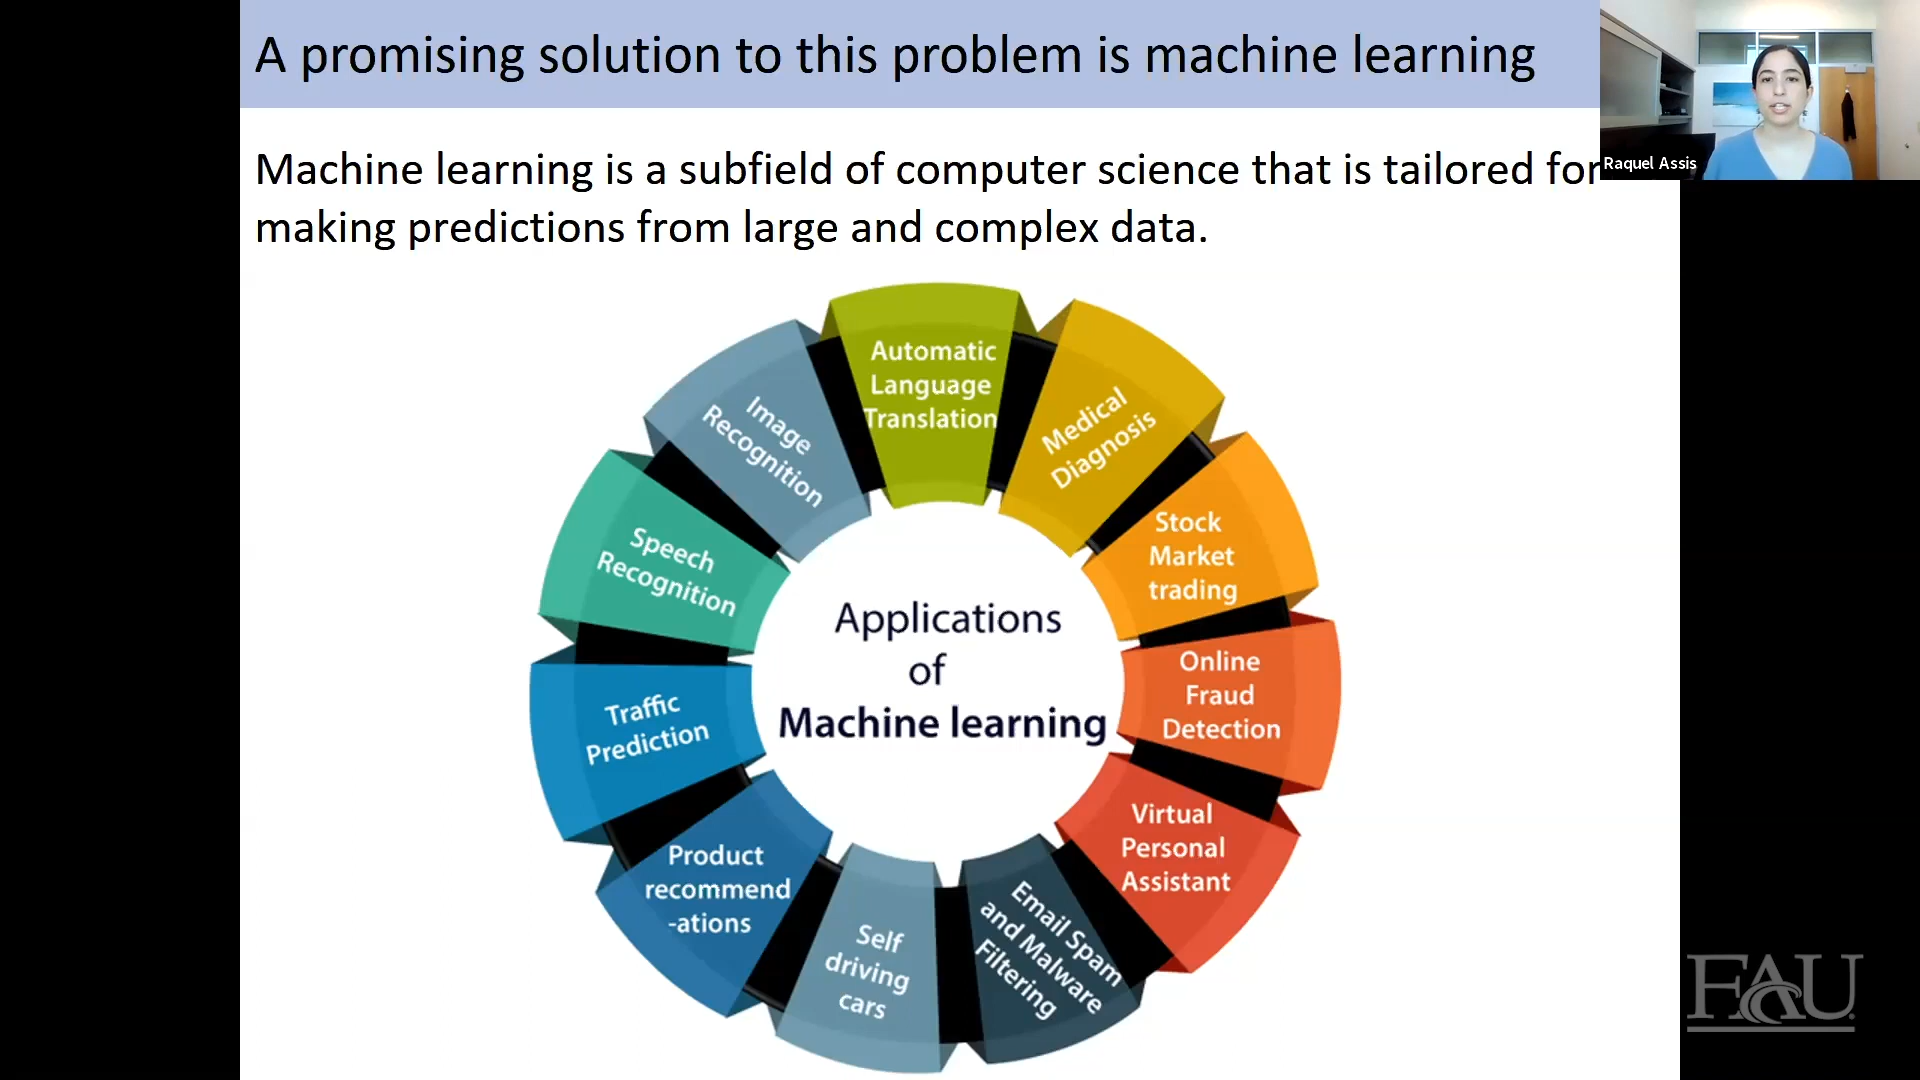 A promising solution to this problem is machine learning
Raquel Assis
Machine learning is a subfield of computer science that is tailored for
making predictions from large and complex data.
Automatic
Language
Translation
Medical
Diagnosis
Stock
Market
trading
Online
Fraud
Detection
Virtual
Personal
Assistant
Email Spam
and Malware
Filtering
Self
driving
cars
Product
recommend
-ations
Traffic
Prediction
Speech
Recognition
Image
Recognition
Applications
of
Machine learning
FAU